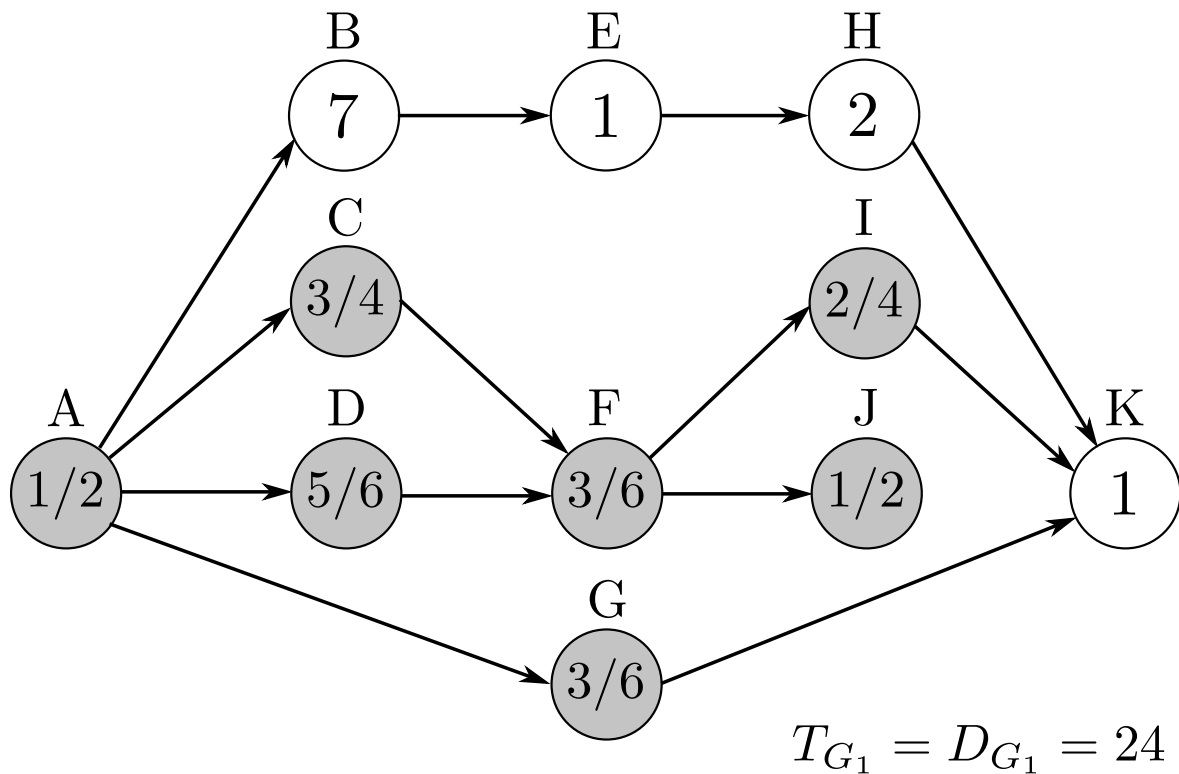 B E H
7 1 2
C I
3/4 2/4
A D F J K
1/2 5/6 3/6 1/2 1
G
3/6
T_{G_1} = D_{G_1} = 24